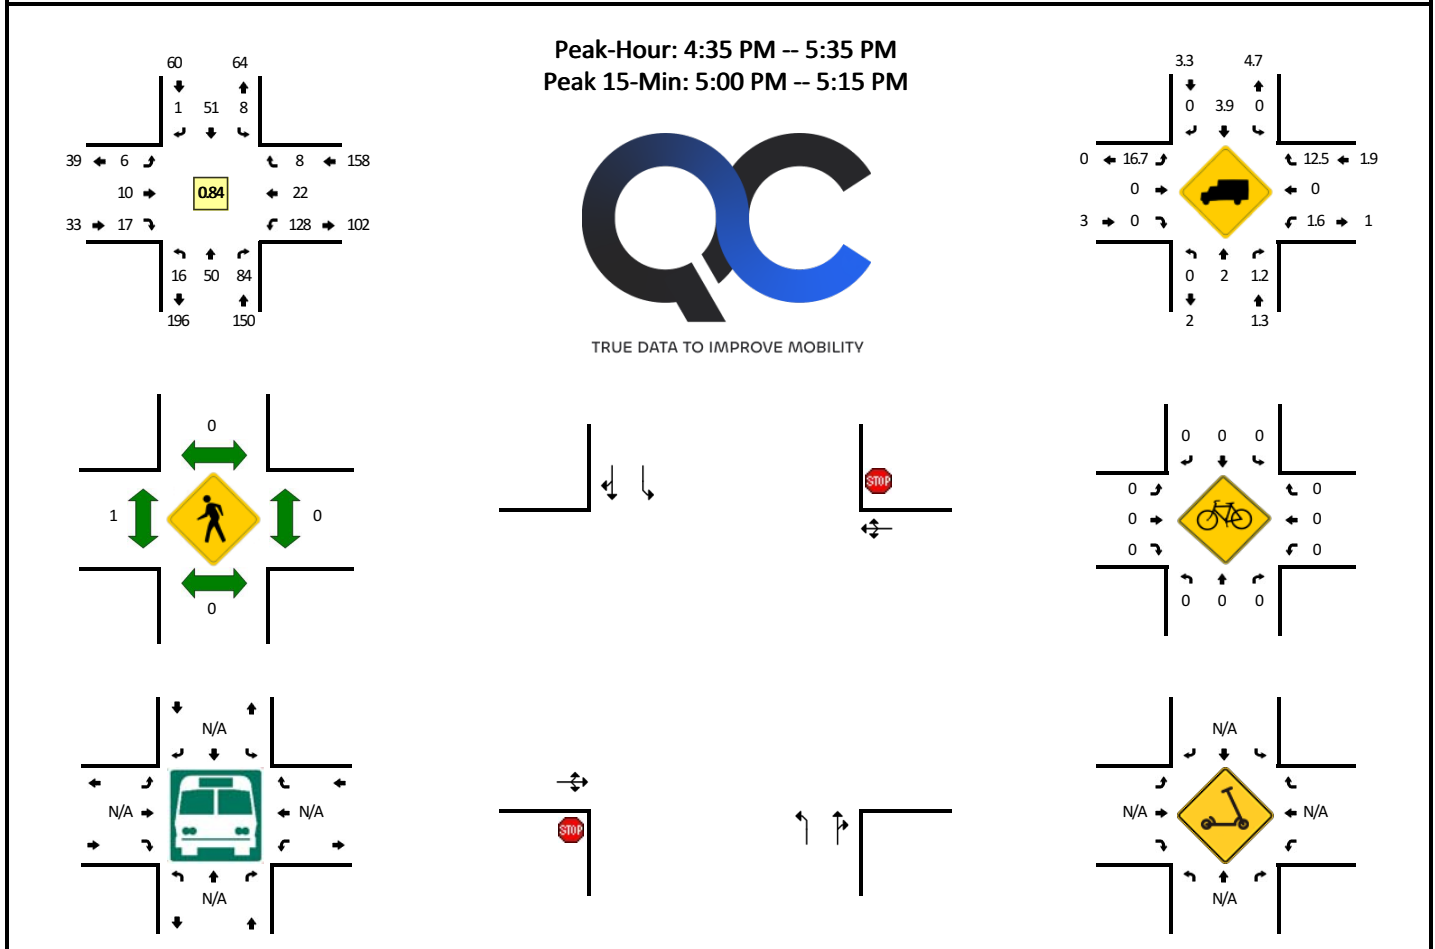 Peak-Hour: 4:35 PM -- 5:35 PM
Peak 15-Min: 5:00 PM -- 5:15 PM
60 64
1 51 8
39 6 8 158
10 0.84 22
33 17 128 102
16 50 84
196 150
TRUE DATA TO IMPROVE MOBILITY
3.3 4.7
0 3.9 0
0 16.7 12.5 1.9
0 0
3 0 1.6 1
0 2 1.2
2 1.3
0
1 0
0
STOP
STOP
0 0 0
0 0
0 0
0 0
0 0 0
N/A
N/A N/A
N/A
N/A
N/A N/A
N/A